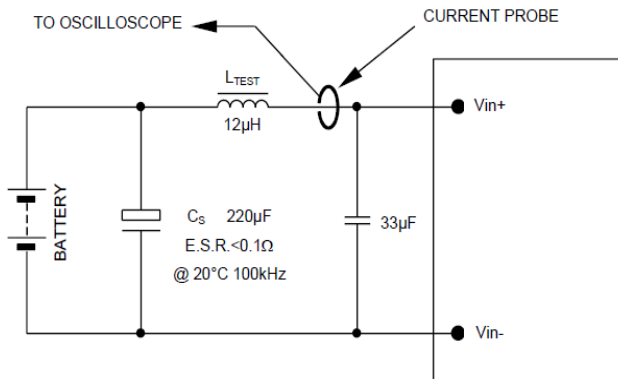 TO OSCILLOSCOPE
CURRENT PROBE
LTEST
12µH
Vin+
BATTERY
CS 220µF
E.S.R.<0.1Ω
@ 20°C 100kHz
33µF
Vin-